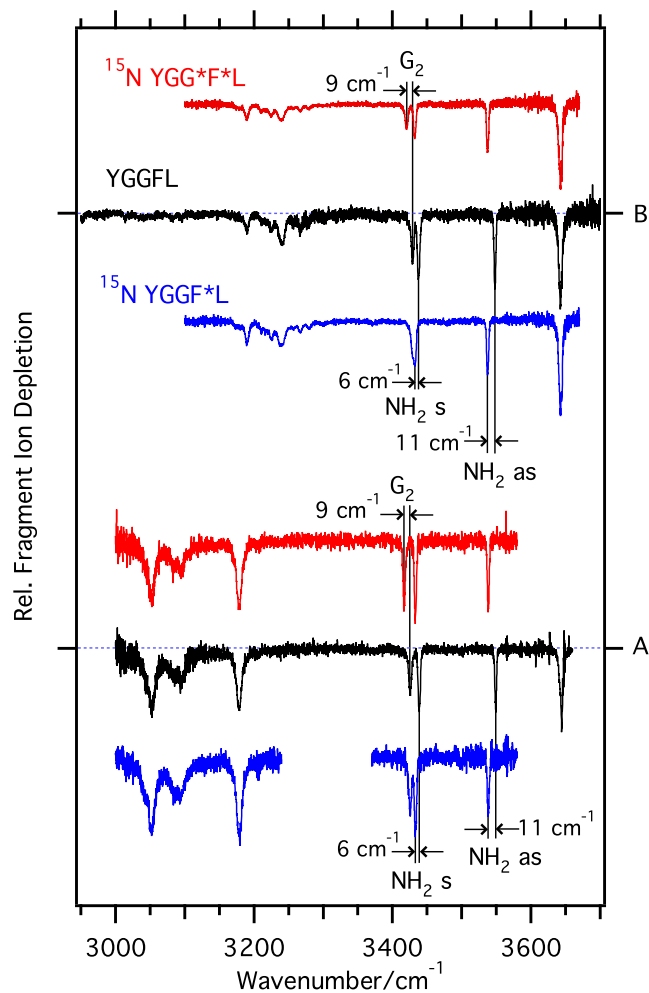 G₂
9 cm⁻¹
¹⁵N YGG*F*L
YGGFL
B
¹⁵N YGGF*L
6 cm⁻¹
NH₂ s
11 cm⁻¹
NH₂ as
G₂
9 cm⁻¹
A
11 cm⁻¹
6 cm⁻¹
NH₂ as
NH₂ s
Rel. Fragment Ion Depletion
3000 3200 3400 3600
Wavenumber/cm⁻¹